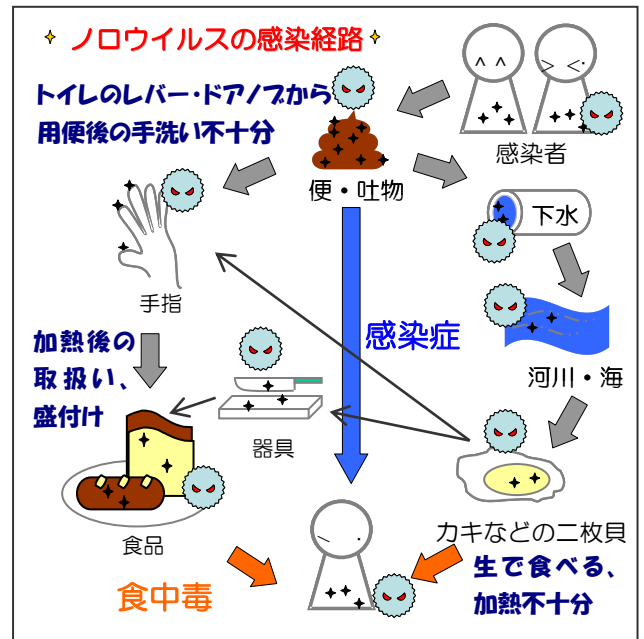 ノロウイルスの感染経路
トイレのレバー・ドアノブから
用便後の手洗い不十分
感染者
便・吐物
下水
手指
感染症
河川・海
加熱後の
取扱い、
盛付け
器具
カキなどの二枚貝
食品
生で食べる、
加熱不十分
食中毒